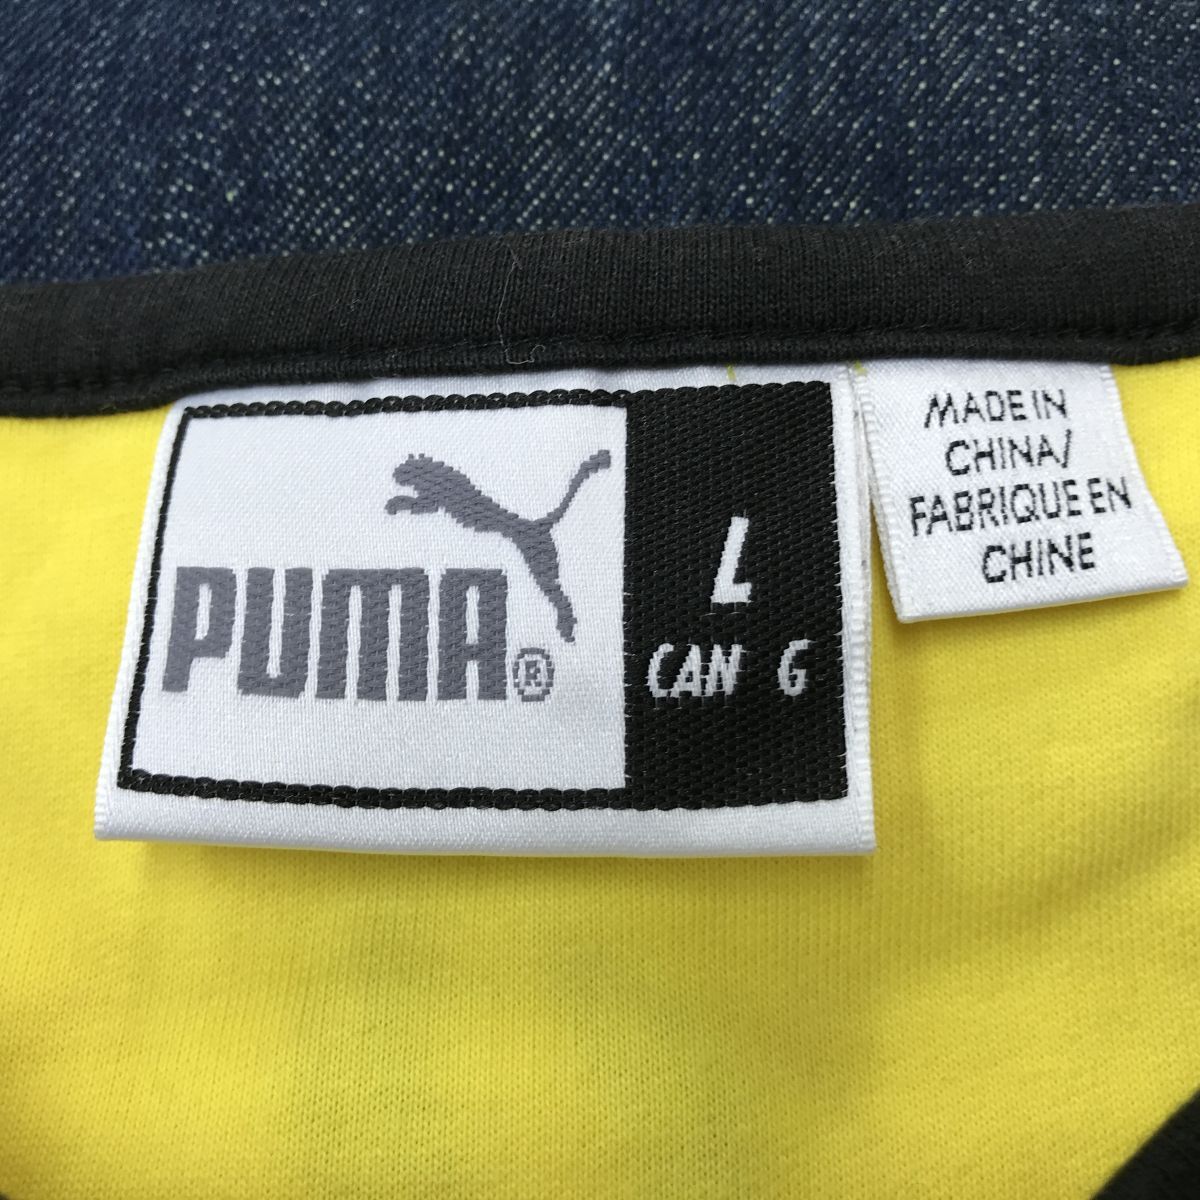 PUMA®
L
CAN G
MADE IN
CHINA/
FABRIQUE EN
CHINE